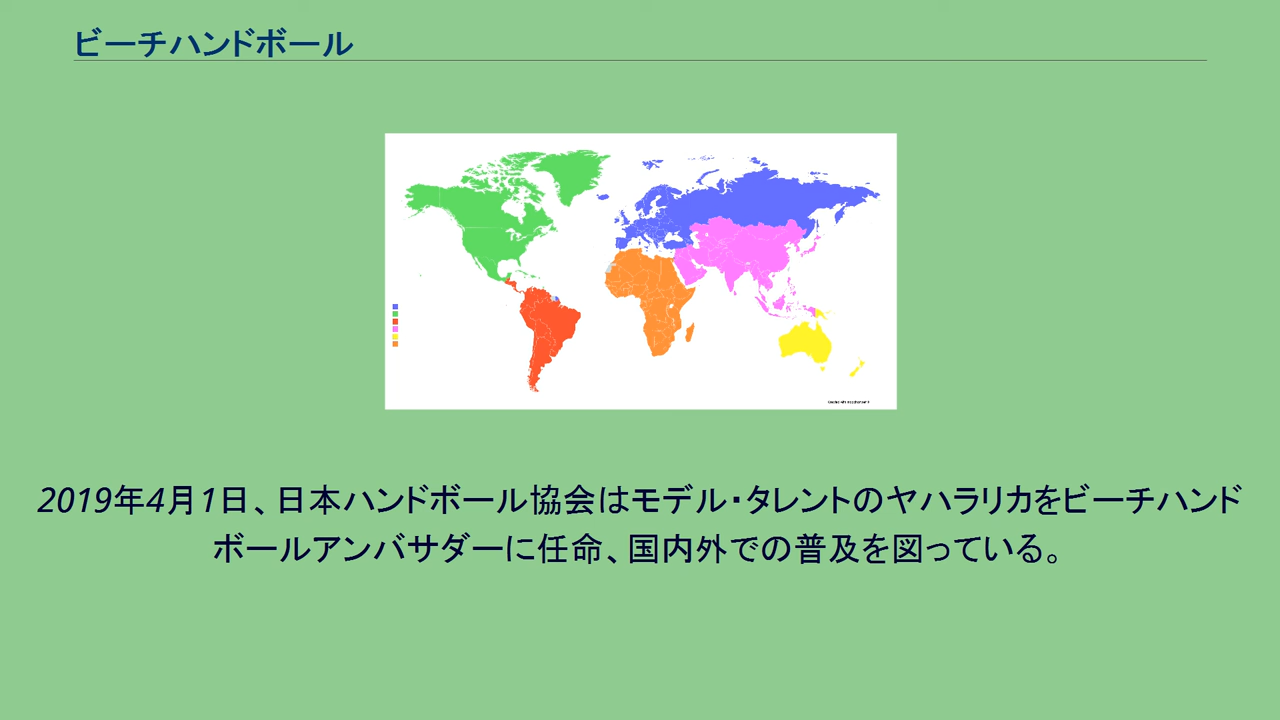 ビーチハンドボール
2019年4月1日、日本ハンドボール協会はモデル・タレントのヤハラリカをビーチハンド
ボールアンバサダーに任命、国内外での普及を図っている。